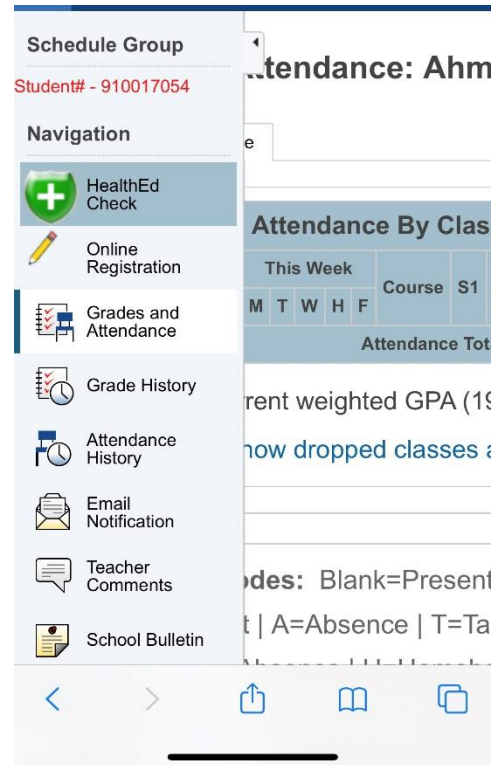 Schedule Group
Student# - 910017054
Navigation
HealthEd
Check
Online
Registration
Grades and
Attendance
Grade History
Attendance
History
Email
Notification
Teacher
Comments
School Bulletin
ttendance: Ahm
e
Attendance By Clas
This Week
Course S1
M T W H F
Attendance Tot
rrent weighted GPA (19
how dropped classes a
odes: Blank=Present
t | A=Absence | T=Ta